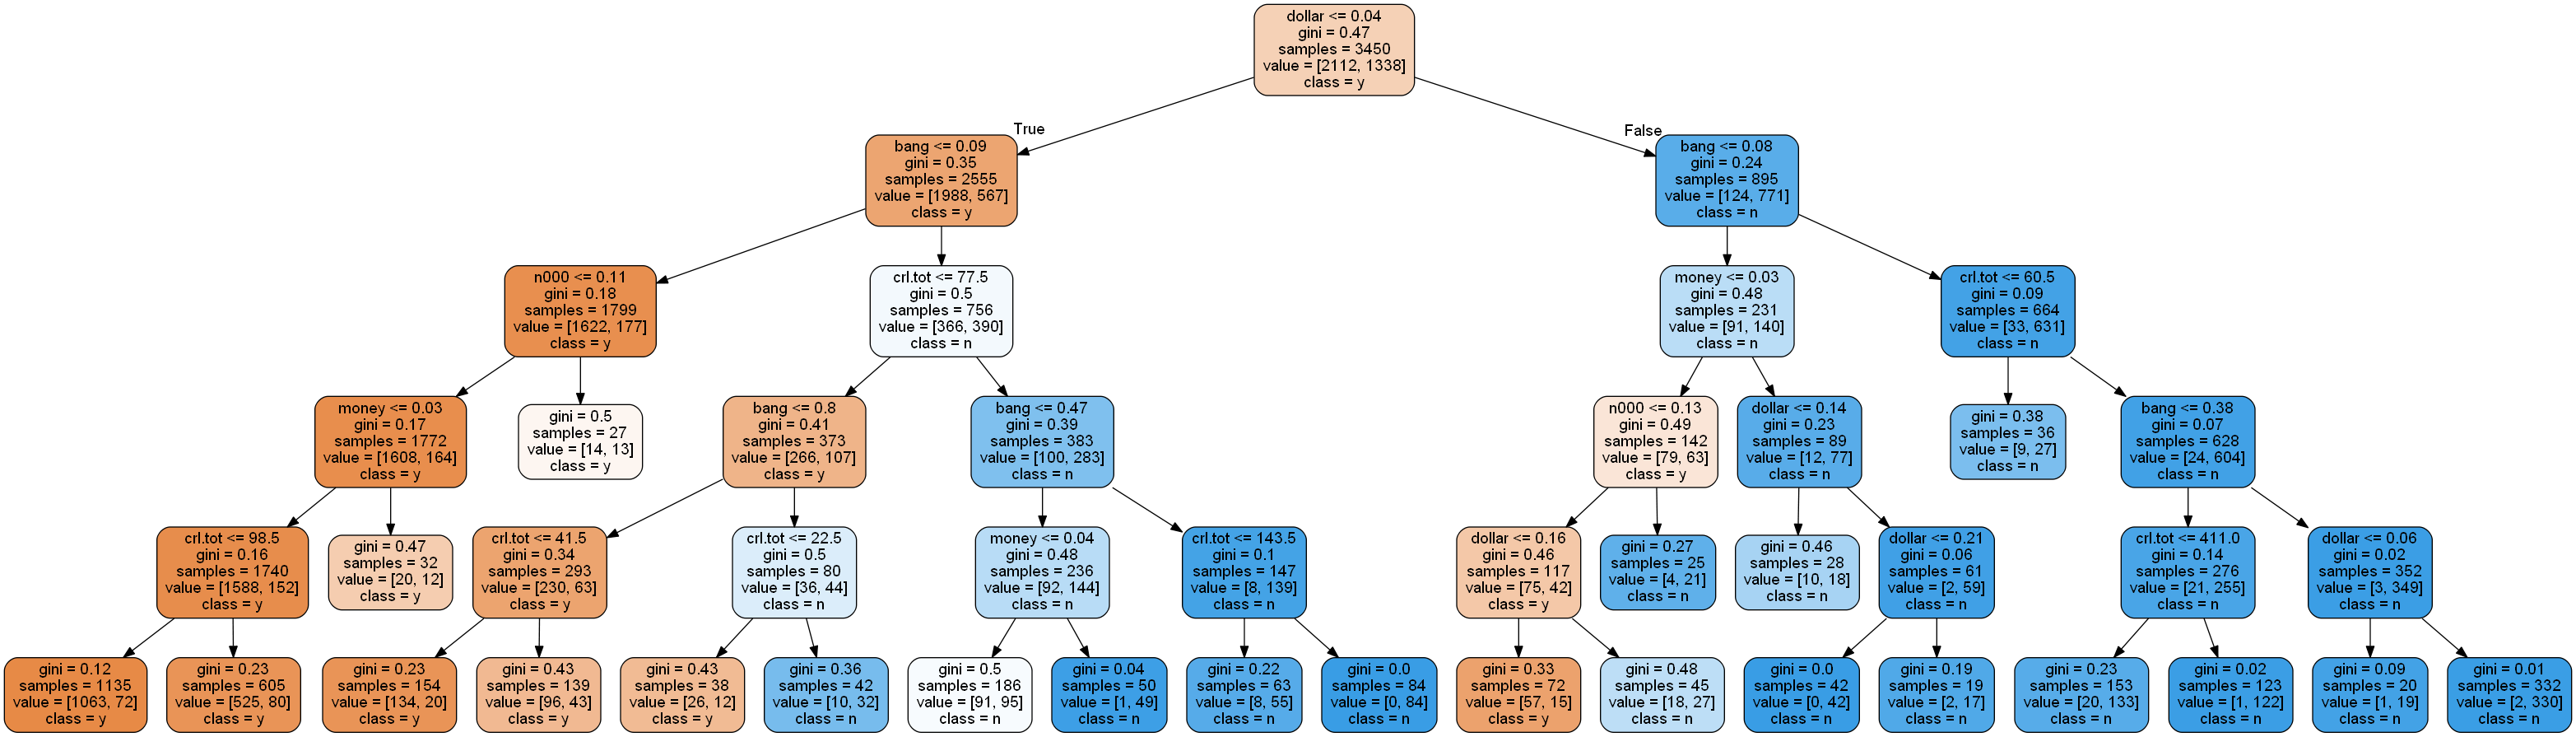 dollar <= 0.04
gini = 0.47
samples = 3450
value = [2112, 1338]
class = y
True
False
bang <= 0.09
gini = 0.35
samples = 2555
value = [1988, 567]
class = y
bang <= 0.08
gini = 0.24
samples = 895
value = [124, 771]
class = n
n000 <= 0.11
gini = 0.18
samples = 1799
value = [1622, 177]
class = y
crl.tot <= 77.5
gini = 0.5
samples = 756
value = [366, 390]
class = n
money <= 0.03
gini = 0.48
samples = 231
value = [91, 140]
class = n
crl.tot <= 60.5
gini = 0.09
samples = 664
value = [33, 631]
class = n
money <= 0.03
gini = 0.17
samples = 1772
value = [1608, 164]
class = y
gini = 0.5
samples = 27
value = [14, 13]
class = y
bang <= 0.8
gini = 0.41
samples = 373
value = [266, 107]
class = y
bang <= 0.47
gini = 0.39
samples = 383
value = [100, 283]
class = n
n000 <= 0.13
gini = 0.49
samples = 142
value = [79, 63]
class = y
dollar <= 0.14
gini = 0.23
samples = 89
value = [12, 77]
class = n
gini = 0.38
samples = 36
value = [9, 27]
class = n
bang <= 0.38
gini = 0.07
samples = 628
value = [24, 604]
class = n
crl.tot <= 98.5
gini = 0.16
samples = 1740
value = [1588, 152]
class = y
gini = 0.47
samples = 32
value = [20, 12]
class = y
crl.tot <= 41.5
gini = 0.34
samples = 293
value = [230, 63]
class = y
crl.tot <= 22.5
gini = 0.5
samples = 80
value = [36, 44]
class = n
money <= 0.04
gini = 0.48
samples = 236
value = [92, 144]
class = n
crl.tot <= 143.5
gini = 0.1
samples = 147
value = [8, 139]
class = n
dollar <= 0.16
gini = 0.46
samples = 117
value = [75, 42]
class = y
gini = 0.27
samples = 25
value = [4, 21]
class = n
gini = 0.46
samples = 28
value = [10, 18]
class = n
dollar <= 0.21
gini = 0.06
samples = 61
value = [2, 59]
class = n
crl.tot <= 411.0
gini = 0.14
samples = 276
value = [21, 255]
class = n
dollar <= 0.06
gini = 0.02
samples = 352
value = [3, 349]
class = n
gini = 0.12
samples = 1135
value = [1063, 72]
class = y
gini = 0.23
samples = 605
value = [525, 80]
class = y
gini = 0.23
samples = 154
value = [134, 20]
class = y
gini = 0.43
samples = 139
value = [96, 43]
class = y
gini = 0.43
samples = 38
value = [26, 12]
class = y
gini = 0.36
samples = 42
value = [10, 32]
class = n
gini = 0.5
samples = 186
value = [91, 95]
class = n
gini = 0.04
samples = 50
value = [1, 49]
class = n
gini = 0.22
samples = 63
value = [8, 55]
class = n
gini = 0.0
samples = 84
value = [0, 84]
class = n
gini = 0.33
samples = 72
value = [57, 15]
class = y
gini = 0.48
samples = 45
value = [18, 27]
class = n
gini = 0.0
samples = 42
value = [0, 42]
class = n
gini = 0.19
samples = 19
value = [2, 17]
class = n
gini = 0.23
samples = 153
value = [20, 133]
class = n
gini = 0.02
samples = 123
value = [1, 122]
class = n
gini = 0.09
samples = 20
value = [1, 19]
class = n
gini = 0.01
samples = 332
value = [2, 330]
class = n